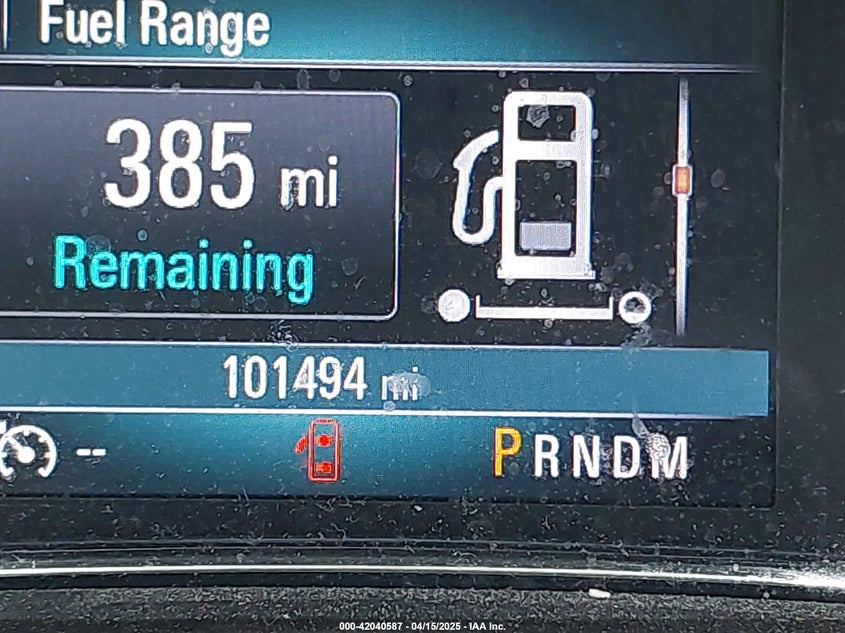 Fuel Range
385 mi
Remaining
101494 mi
--
PRNDM
000-42040587 - 04/15/2025 - IAA Inc.